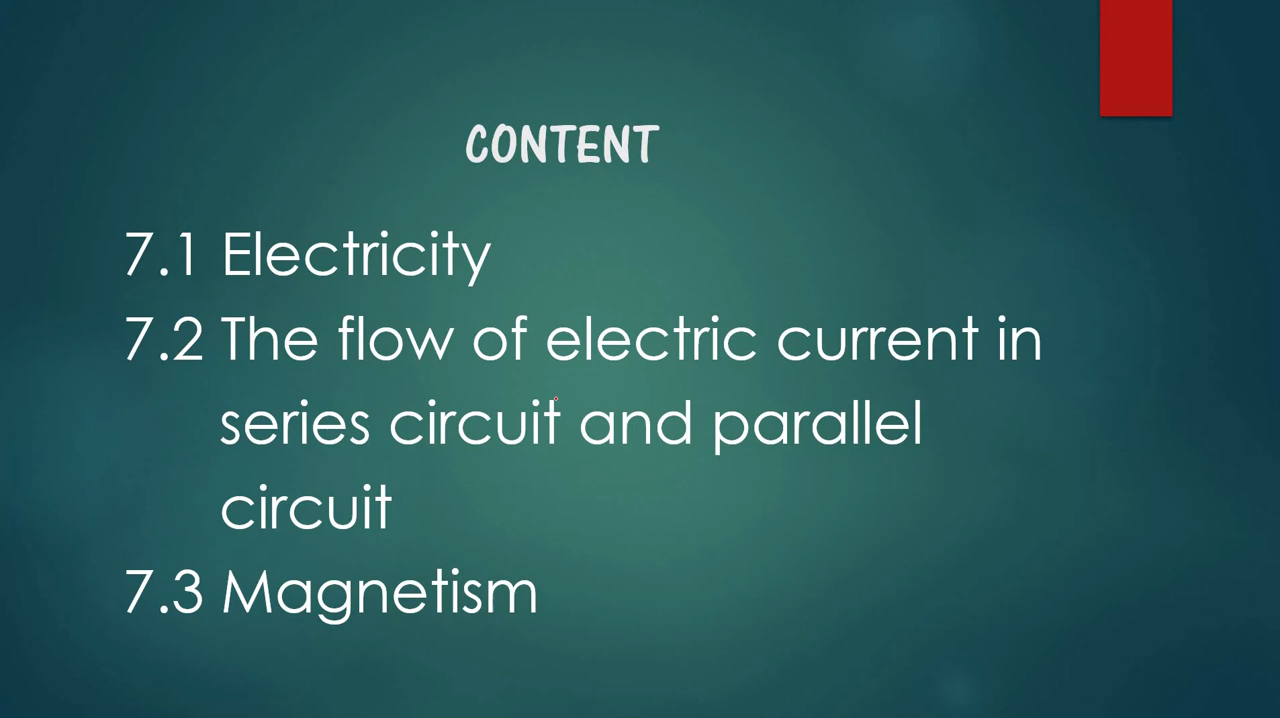 CONTENT
7.1 Electricity
7.2 The flow of electric current in
series circuit and parallel
circuit
7.3 Magnetism